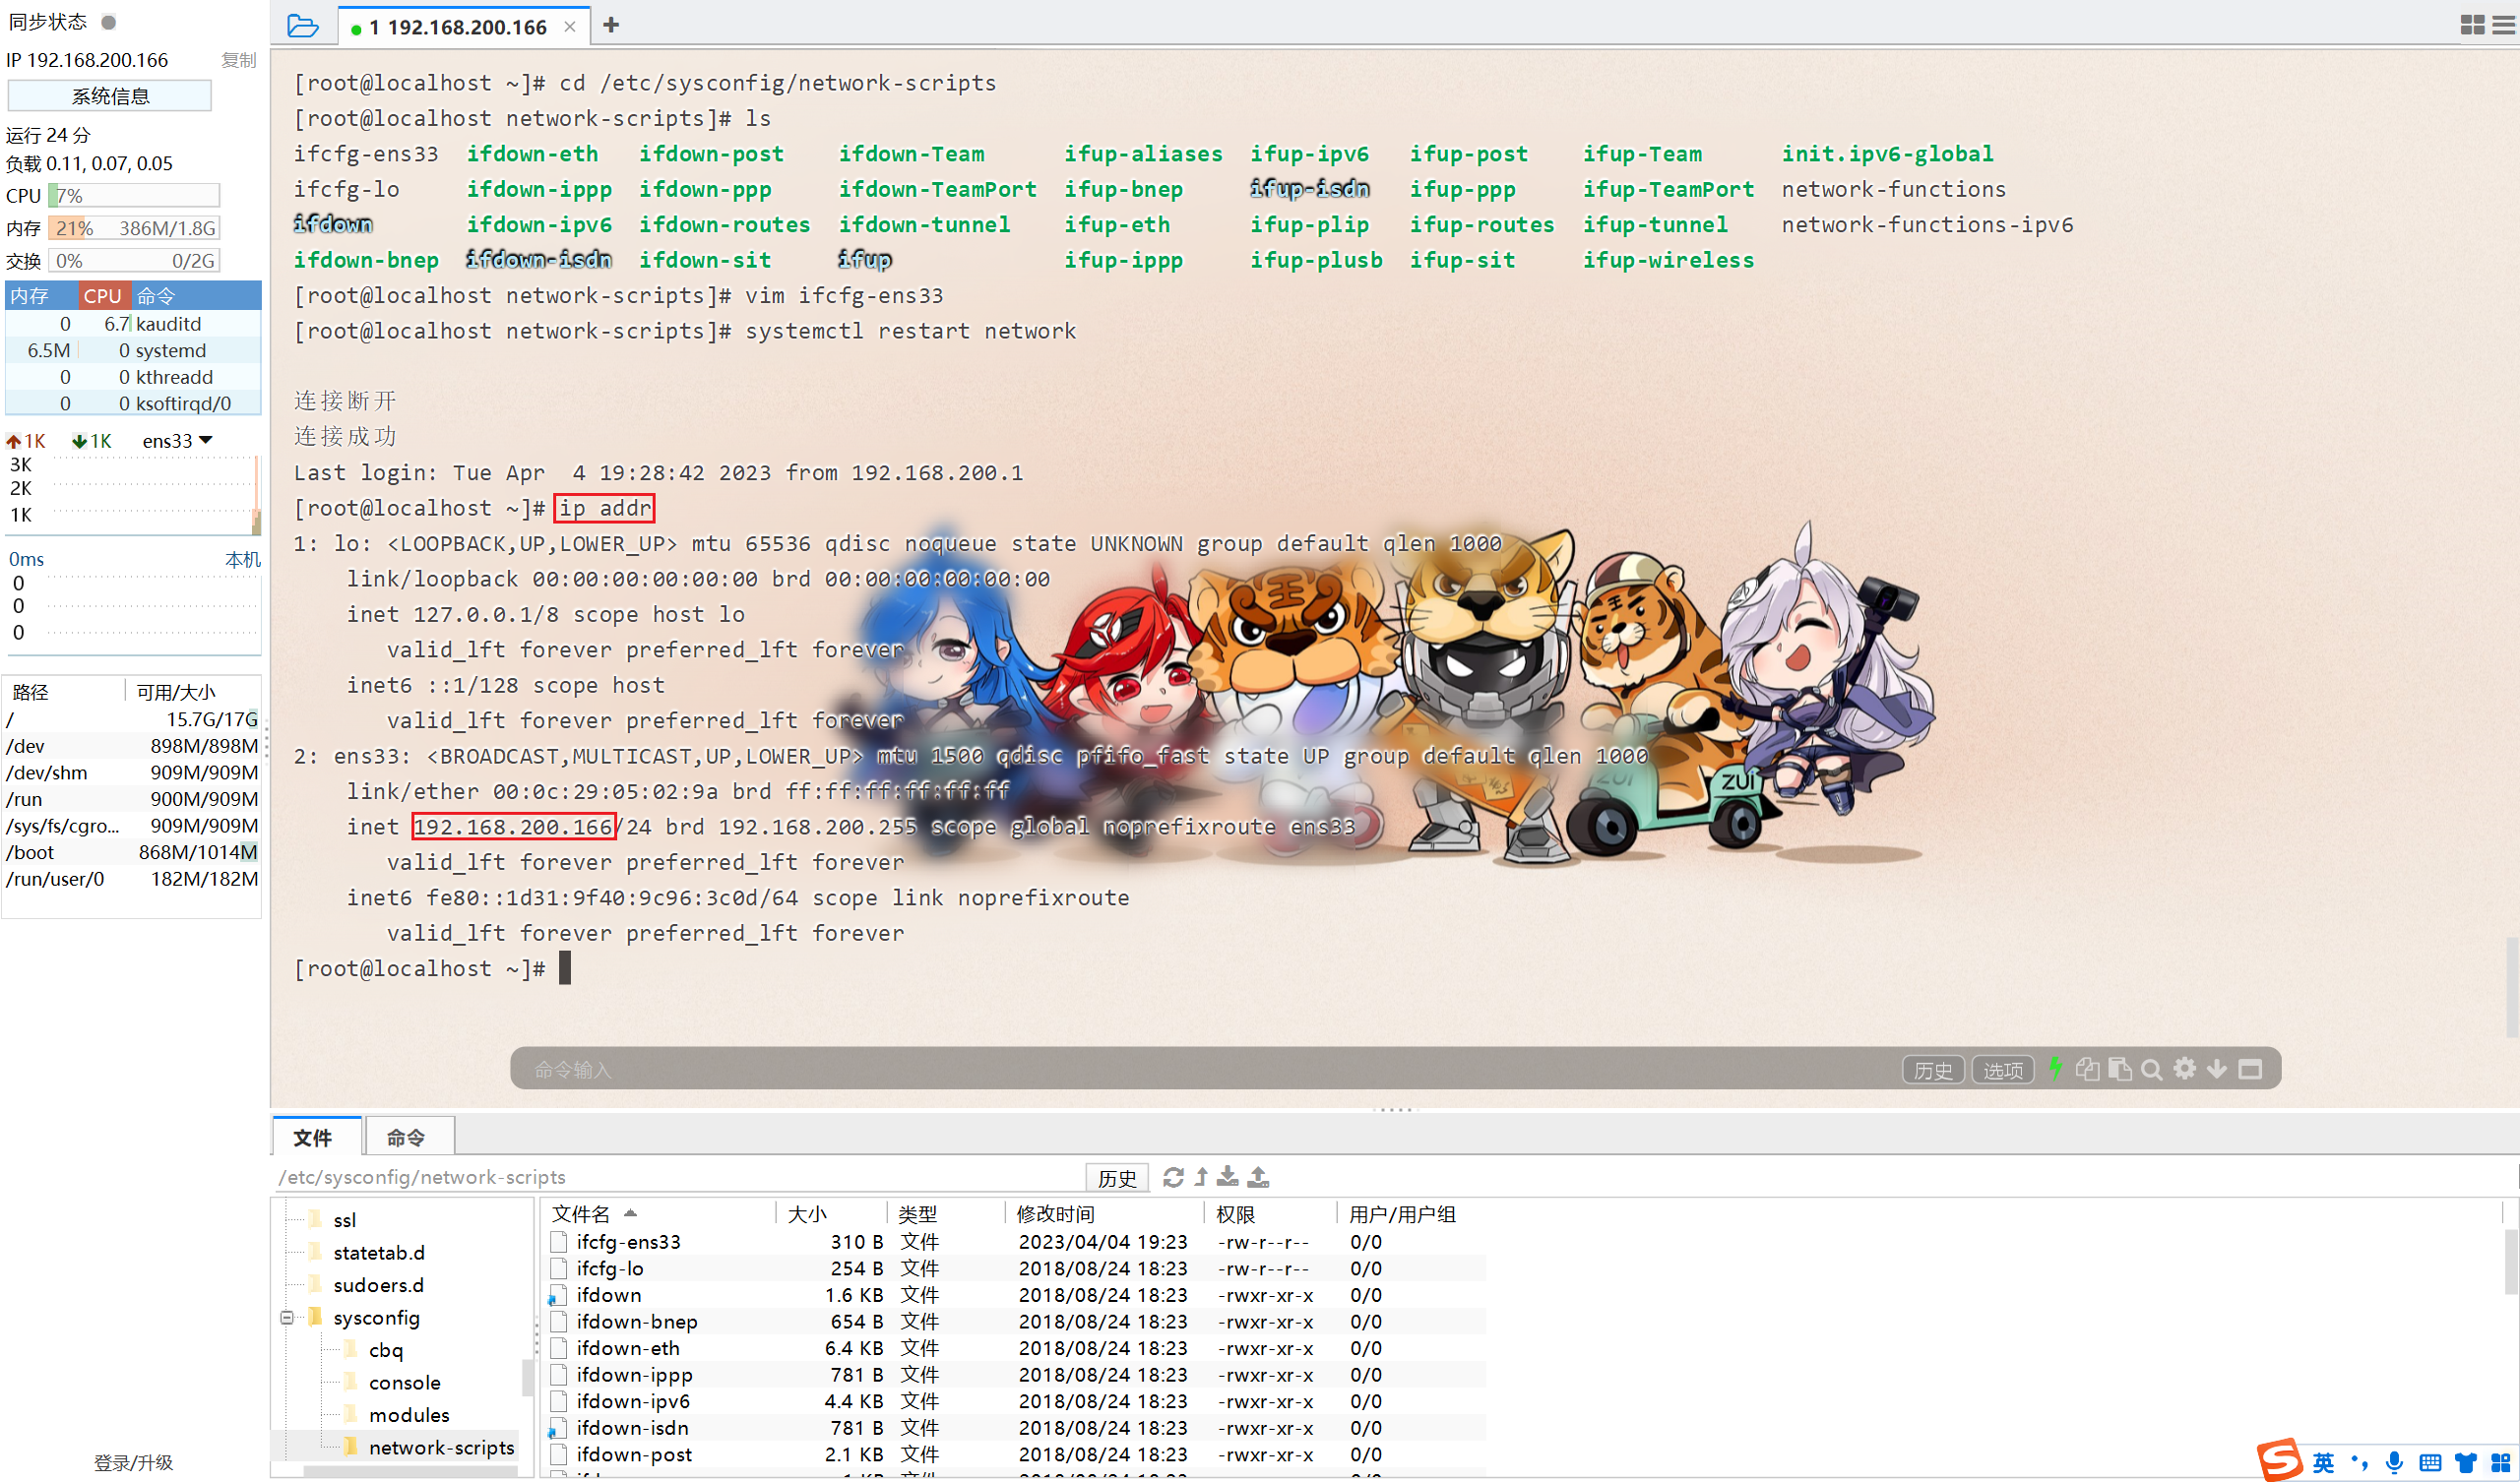 同步状态
IP 192.168.200.166 复制
系统信息
运行 24 分
负载 0.11, 0.07, 0.05
CPU 7%
内存 21% 386M/1.8G
交换 0% 0/2G
内存 CPU 命令
0 6.7 kauditd
6.5M 0 systemd
0 0 kthreadd
0 0 ksoftirqd/0
1K 1K ens33
3K
2K
1K
0ms 本机
0
0
0
路径 可用/大小
/ 15.7G/17G
/dev 898M/898M
/dev/shm 909M/909M
/run 900M/909M
/sys/fs/cgro... 909M/909M
/boot 868M/1014M
/run/user/0 182M/182M
登录/升级
1 192.168.200.166
[root@localhost ~]# cd /etc/sysconfig/network-scripts
[root@localhost network-scripts]# ls
ifcfg-ens33 ifdown-eth ifdown-post ifdown-Team ifup-aliases ifup-ipv6 ifup-post ifup-Team init.ipv6-global
ifcfg-lo ifdown-ippp ifdown-ppp ifdown-TeamPort ifup-bnep ifup-isdn ifup-ppp ifup-TeamPort network-functions
ifdown ifdown-ipv6 ifdown-routes ifdown-tunnel ifup-eth ifup-plip ifup-routes ifup-tunnel network-functions-ipv6
ifdown-bnep ifdown-isdn ifdown-sit ifup ifup-ippp ifup-plusb ifup-sit ifup-wireless
[root@localhost network-scripts]# vim ifcfg-ens33
[root@localhost network-scripts]# systemctl restart network
连接断开
连接成功
Last login: Tue Apr  4 19:28:42 2023 from 192.168.200.1
[root@localhost ~]# ip addr
1: lo: <LOOPBACK,UP,LOWER_UP> mtu 65536 qdisc noqueue state UNKNOWN group default qlen 1000
link/loopback 00:00:00:00:00:00 brd 00:00:00:00:00:00
inet 127.0.0.1/8 scope host lo
valid_lft forever preferred_lft forever
inet6 ::1/128 scope host
valid_lft forever preferred_lft forever
2: ens33: <BROADCAST,MULTICAST,UP,LOWER_UP> mtu 1500 qdisc pfifo_fast state UP group default qlen 1000
link/ether 00:0c:29:05:02:9a brd ff:ff:ff:ff:ff:ff
inet 192.168.200.166/24 brd 192.168.200.255 scope global noprefixroute ens33
valid_lft forever preferred_lft forever
inet6 fe80::1d31:9f40:9c96:3c0d/64 scope link noprefixroute
valid_lft forever preferred_lft forever
[root@localhost ~]#
ZUI
命令输入 历史 选项
文件 命令
/etc/sysconfig/network-scripts 历史
ssl
statetab.d
sudoers.d
sysconfig
cbq
console
modules
network-scripts
文件名 大小 类型 修改时间 权限 用户/用户组
ifcfg-ens33 310 B 文件 2023/04/04 19:23 -rw-r--r-- 0/0
ifcfg-lo 254 B 文件 2018/08/24 18:23 -rw-r--r-- 0/0
ifdown 1.6 KB 文件 2018/08/24 18:23 -rwxr-xr-x 0/0
ifdown-bnep 654 B 文件 2018/08/24 18:23 -rwxr-xr-x 0/0
ifdown-eth 6.4 KB 文件 2018/08/24 18:23 -rwxr-xr-x 0/0
ifdown-ippp 781 B 文件 2018/08/24 18:23 -rwxr-xr-x 0/0
ifdown-ipv6 4.4 KB 文件 2018/08/24 18:23 -rwxr-xr-x 0/0
ifdown-isdn 781 B 文件 2018/08/24 18:23 -rwxr-xr-x 0/0
ifdown-post 2.1 KB 文件 2018/08/24 18:23 -rwxr-xr-x 0/0
英